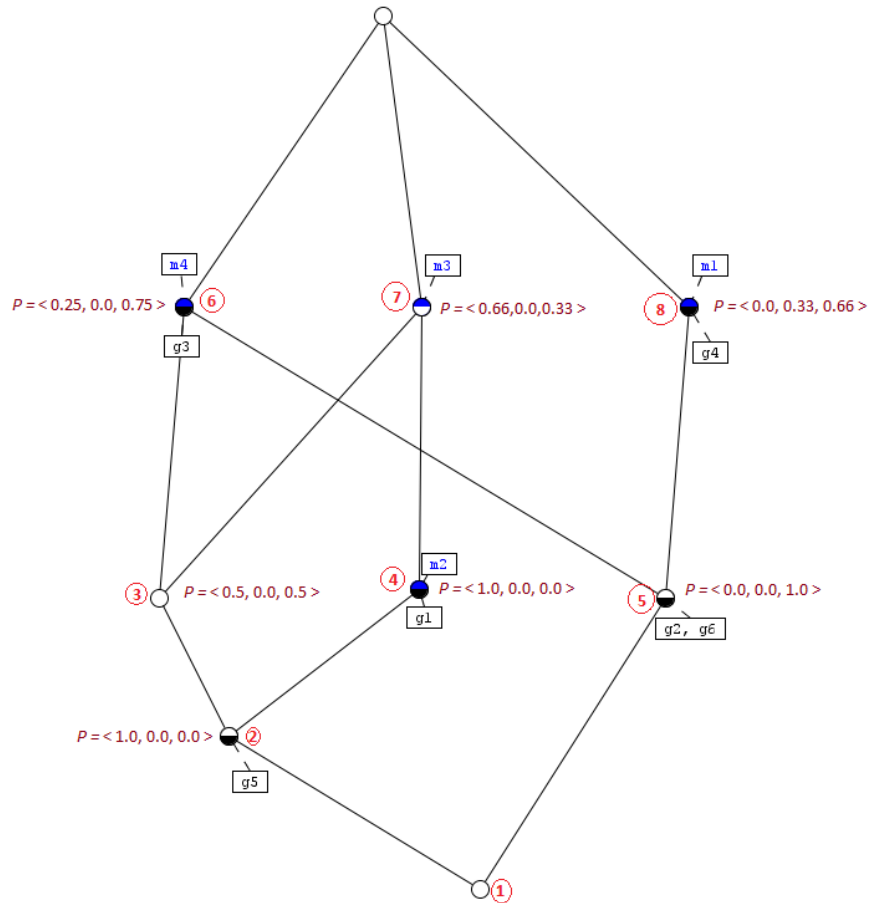 m4
m3
m1
P = < 0.25, 0.0, 0.75 >
6
7
P = < 0.66,0.0,0.33 >
8
P = < 0.0, 0.33, 0.66 >
g3
g4
m2
3
P = < 0.5, 0.0, 0.5 >
4
P = < 1.0, 0.0, 0.0 >
5
P = < 0.0, 0.0, 1.0 >
g1
g2, g6
P = < 1.0, 0.0, 0.0 >
2
g5
1